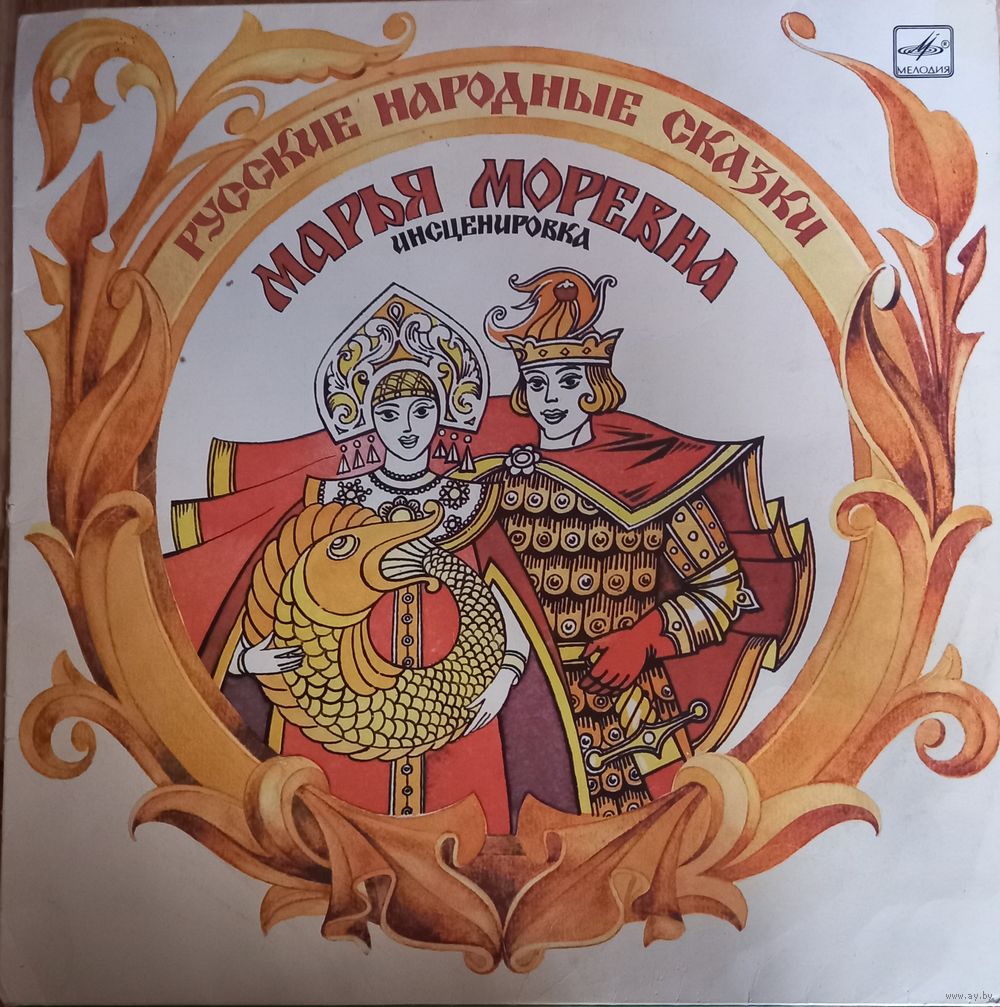 МЕЛОДИЯ
РУССКИЕ НАРОДНЫЕ СКАЗКИ
МАРЬЯ МОРЕВНА
ИНСЦЕНИРОВКА
www.ay.by